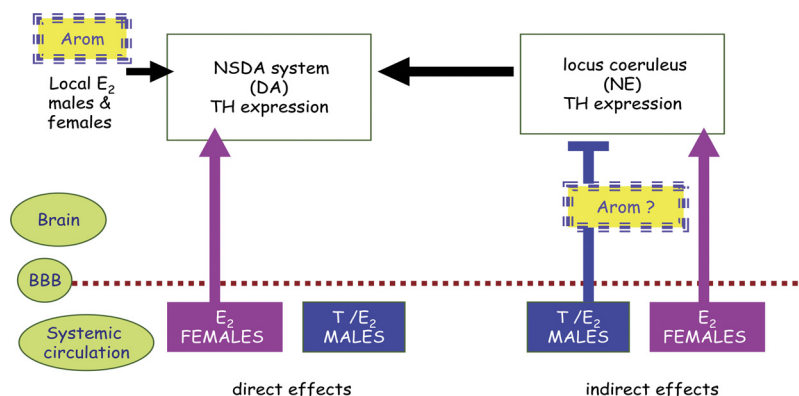 Arom
Local E₂
males &
females
NSDA system
(DA)
TH expression
locus coeruleus
(NE)
TH expression
Arom ?
Brain
BBB
Systemic
circulation
E₂
FEMALES
T /E₂
MALES
T /E₂
MALES
E₂
FEMALES
direct effects
indirect effects